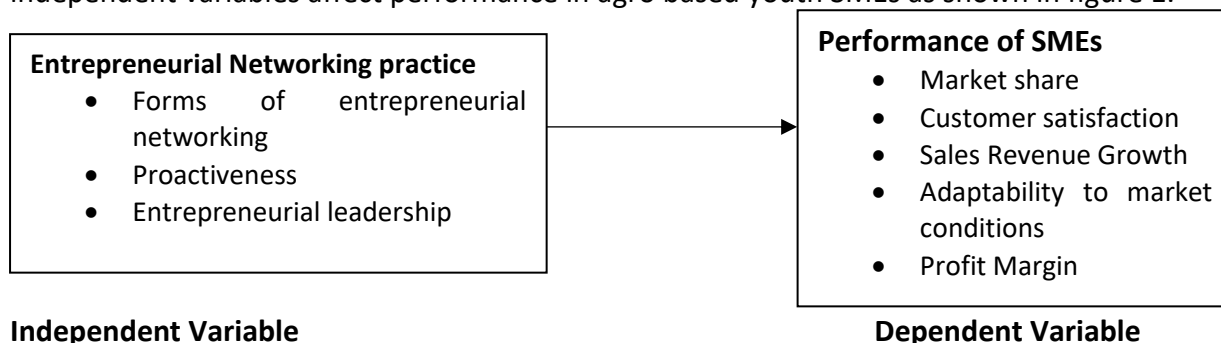 independent variables affect performance in agro based youth SMEs as shown in figure 1.
Entrepreneurial Networking practice
• Forms of entrepreneurial
networking
• Proactiveness
• Entrepreneurial leadership
Performance of SMEs
• Market share
• Customer satisfaction
• Sales Revenue Growth
• Adaptability to market
conditions
• Profit Margin
Independent Variable
Dependent Variable